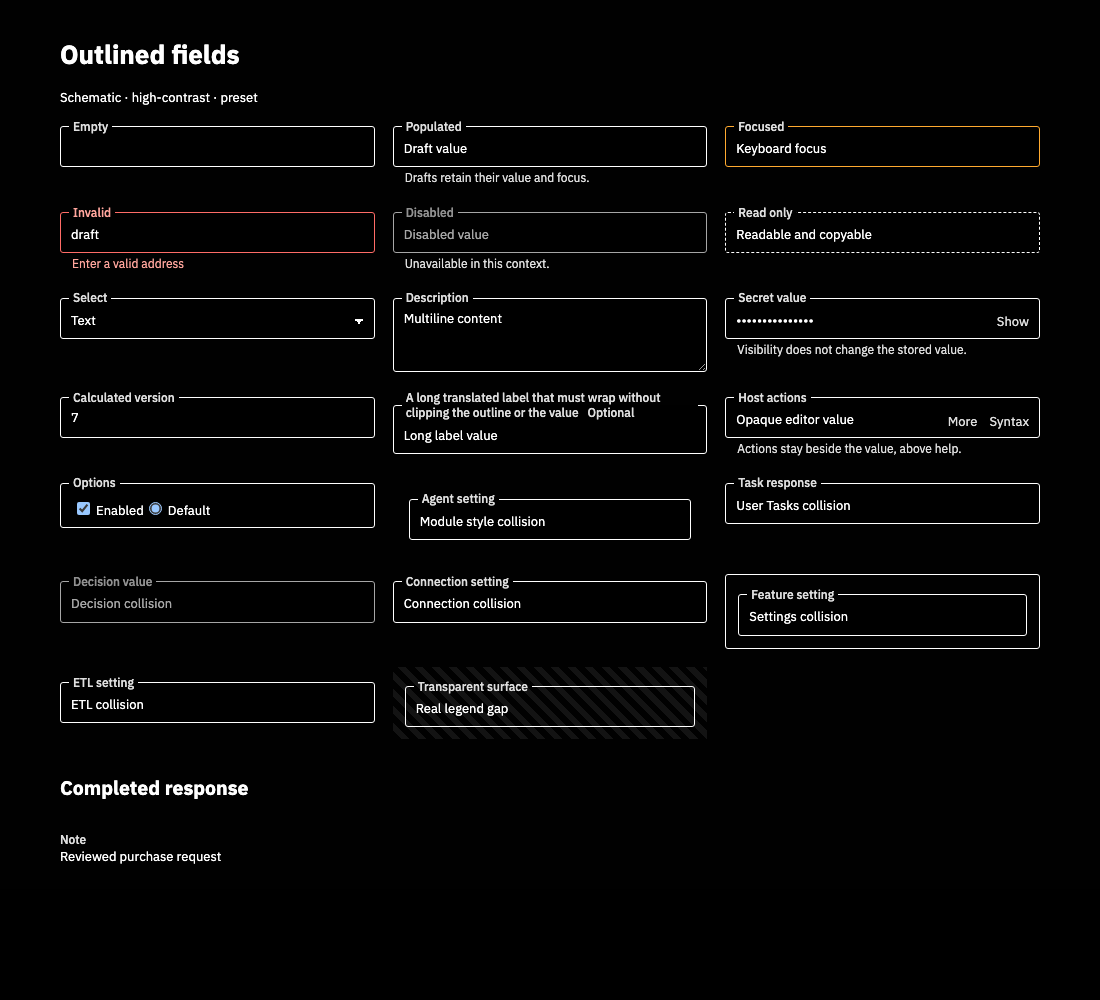 Outlined fields
Schematic · high-contrast · preset
Empty
Populated
Draft value
Drafts retain their value and focus.
Focused
Keyboard focus
Invalid
draft
Enter a valid address
Disabled
Disabled value
Unavailable in this context.
Read only
Readable and copyable
Select
Text
Description
Multiline content
Secret value
•••••••••••••••
Show
Visibility does not change the stored value.
Calculated version
7
A long translated label that must wrap without
clipping the outline or the value Optional
Long label value
Host actions
Opaque editor value More Syntax
Actions stay beside the value, above help.
Options
Enabled Default
Agent setting
Module style collision
Task response
User Tasks collision
Decision value
Decision collision
Connection setting
Connection collision
Feature setting
Settings collision
ETL setting
ETL collision
Transparent surface
Real legend gap
Completed response
Note
Reviewed purchase request